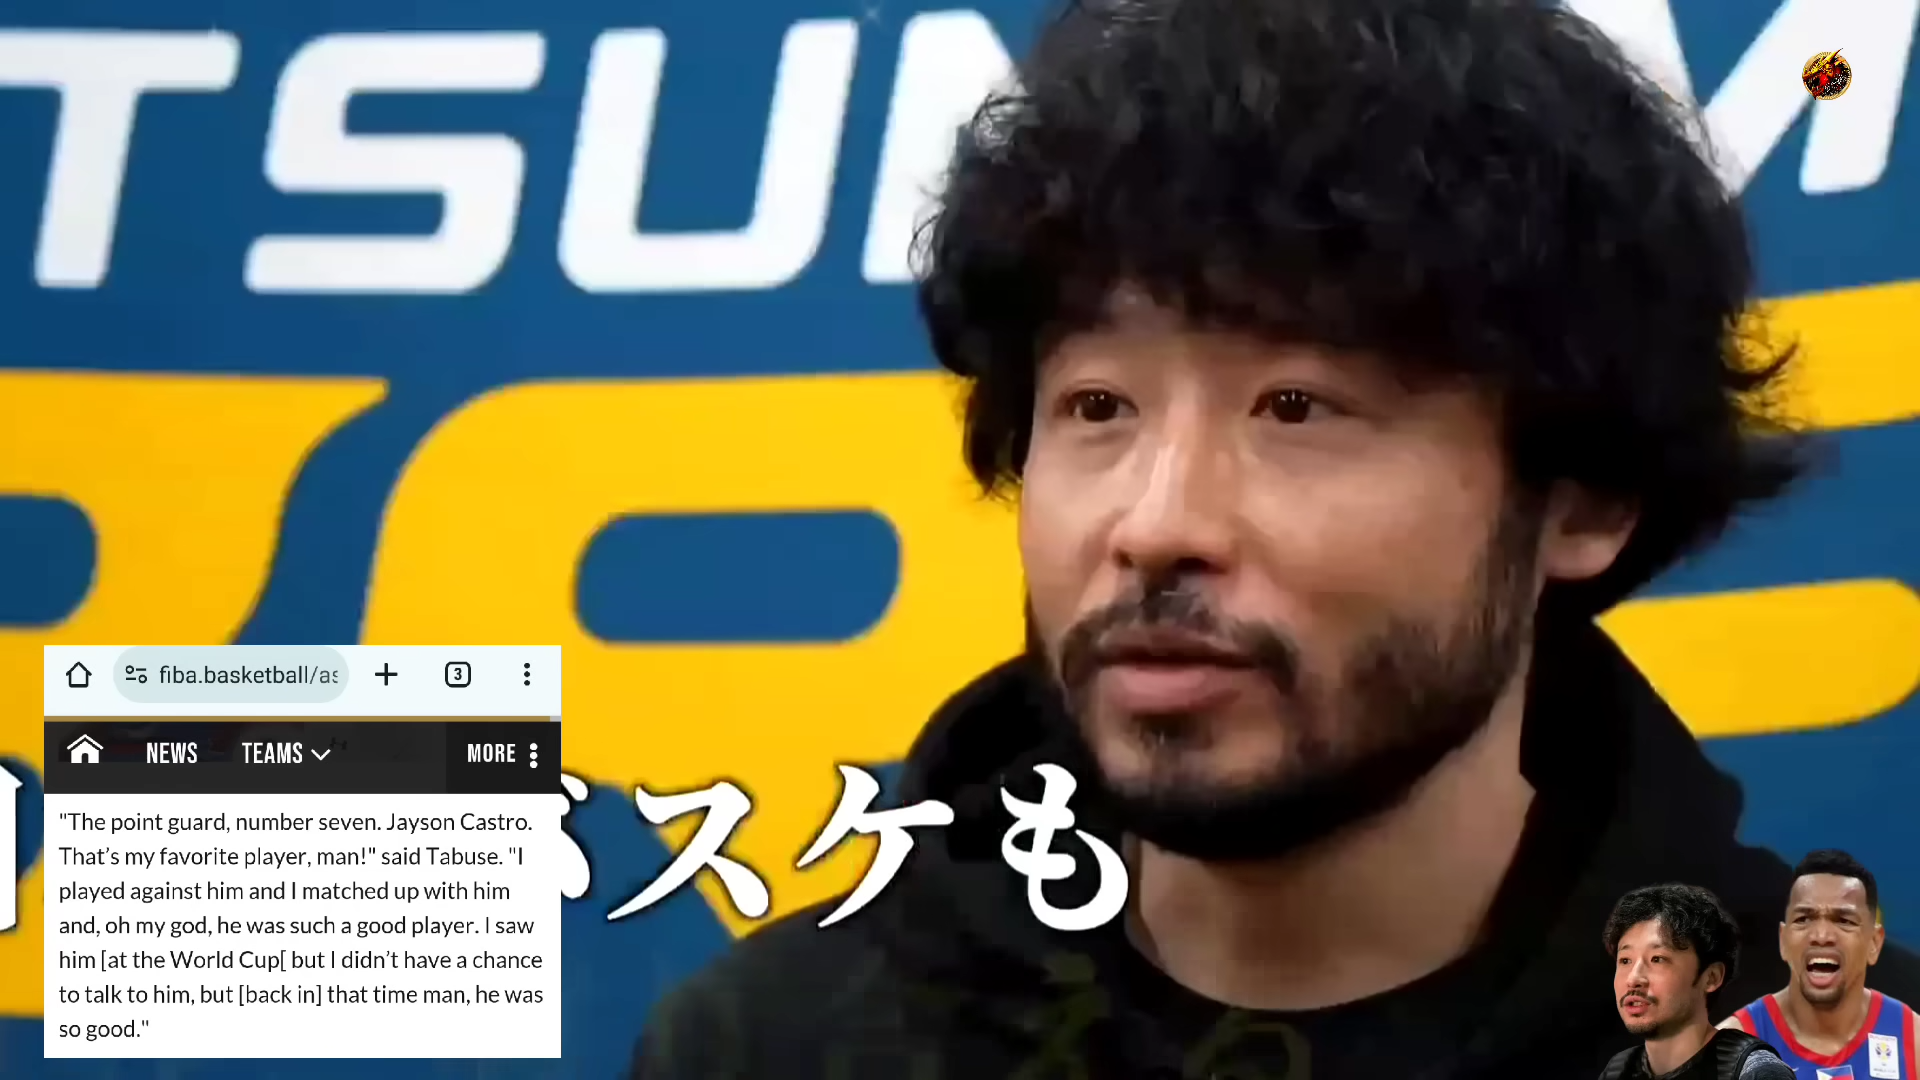 TSUM
fiba.basketball/as
3
NEWS TEAMS MORE
バスケも
"The point guard, number seven. Jayson Castro.
That's my favorite player, man!" said Tabuse. "I
played against him and I matched up with him
and, oh my god, he was such a good player. I saw
him [at the World Cup[ but I didn't have a chance
to talk to him, but [back in] that time man, he was
so good."